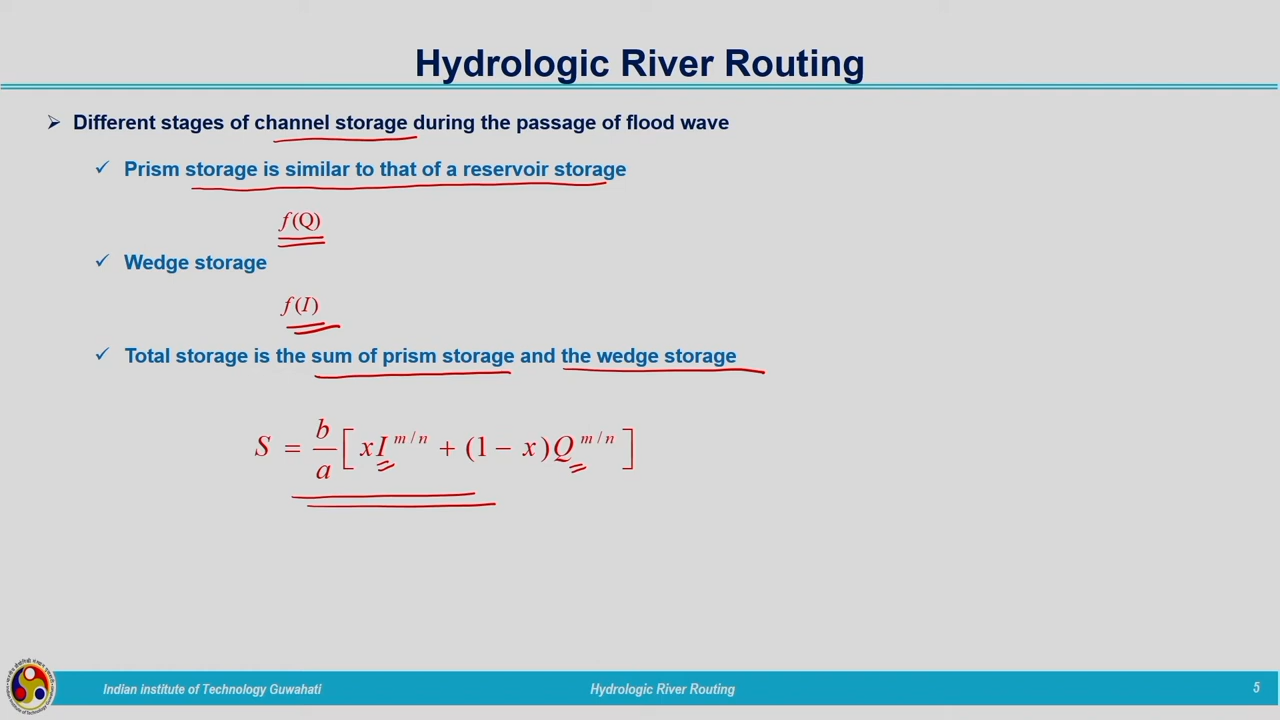 Hydrologic River Routing
➢ Different stages of channel storage during the passage of flood wave
✓ Prism storage is similar to that of a reservoir storage
f(Q)
✓ Wedge storage
f(I)
✓ Total storage is the sum of prism storage and the wedge storage
S = b/a [ xI^{m/n} + (1 − x)Q^{m/n} ]
Indian institute of Technology Guwahati
Hydrologic River Routing
5